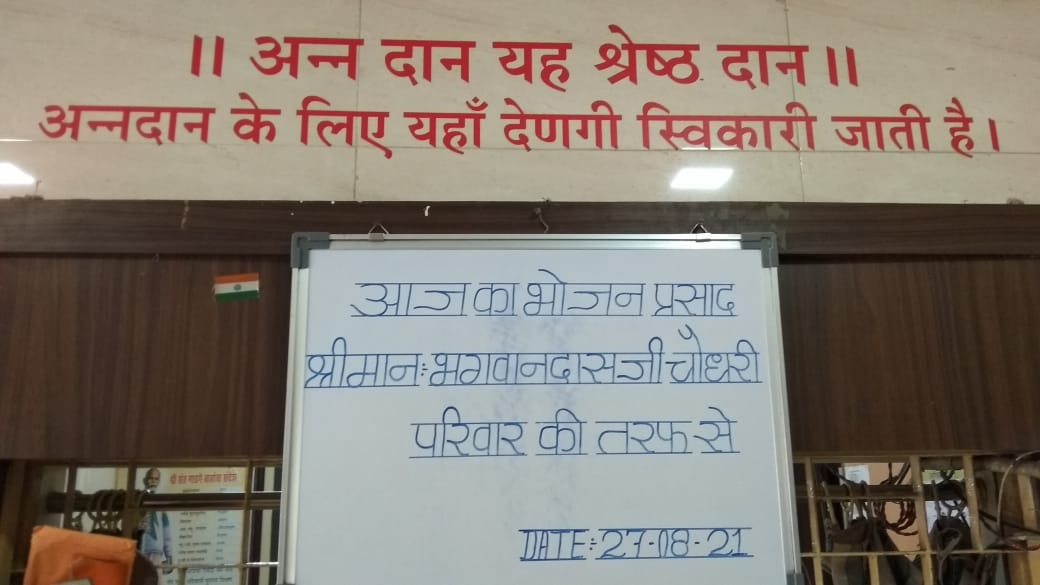 ॥ अन्न दान यह श्रेष्ठ दान ॥
अन्नदान के लिए यहाँ देणगी स्विकारी जाती है।
आज का भोजन प्रसाद
श्रीमानः भगवानदासजी चौधरी
परिवार की तरफ से
DATE:- 27-08-21
श्री संत गाडगे बाबांचा संदेश